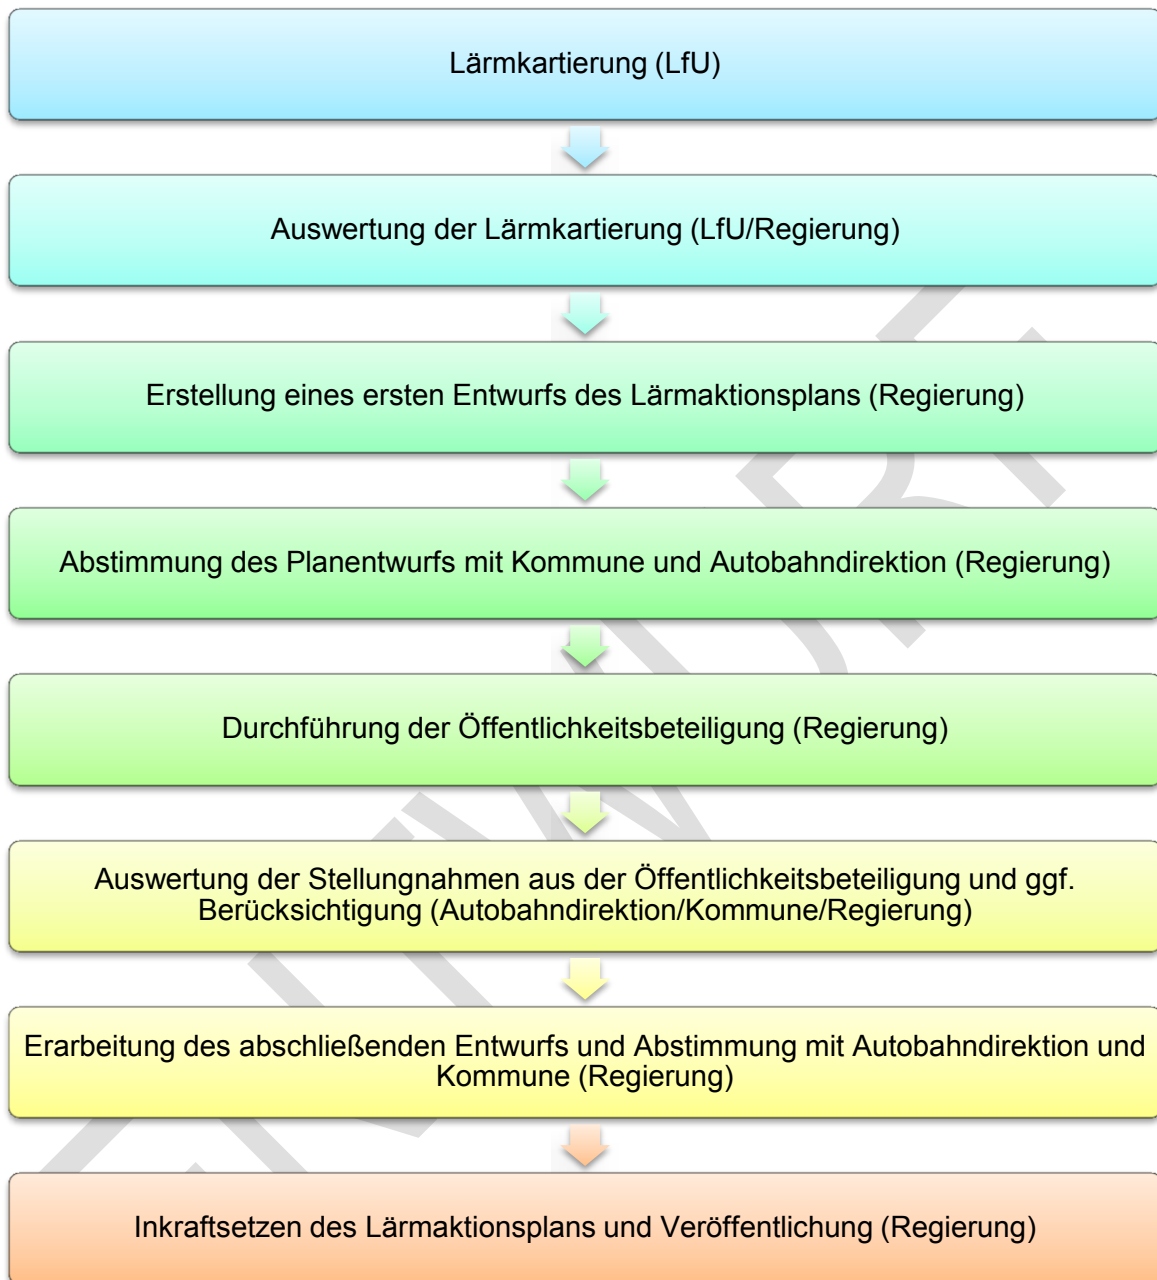 Lärmkartierung (LfU)
Auswertung der Lärmkartierung (LfU/Regierung)
Erstellung eines ersten Entwurfs des Lärmaktionsplans (Regierung)
Abstimmung des Planentwurfs mit Kommune und Autobahndirektion (Regierung)
Durchführung der Öffentlichkeitsbeteiligung (Regierung)
Auswertung der Stellungnahmen aus der Öffentlichkeitsbeteiligung und ggf.
Berücksichtigung (Autobahndirektion/Kommune/Regierung)
Erarbeitung des abschließenden Entwurfs und Abstimmung mit Autobahndirektion und
Kommune (Regierung)
Inkraftsetzen des Lärmaktionsplans und Veröffentlichung (Regierung)
ENTWURF